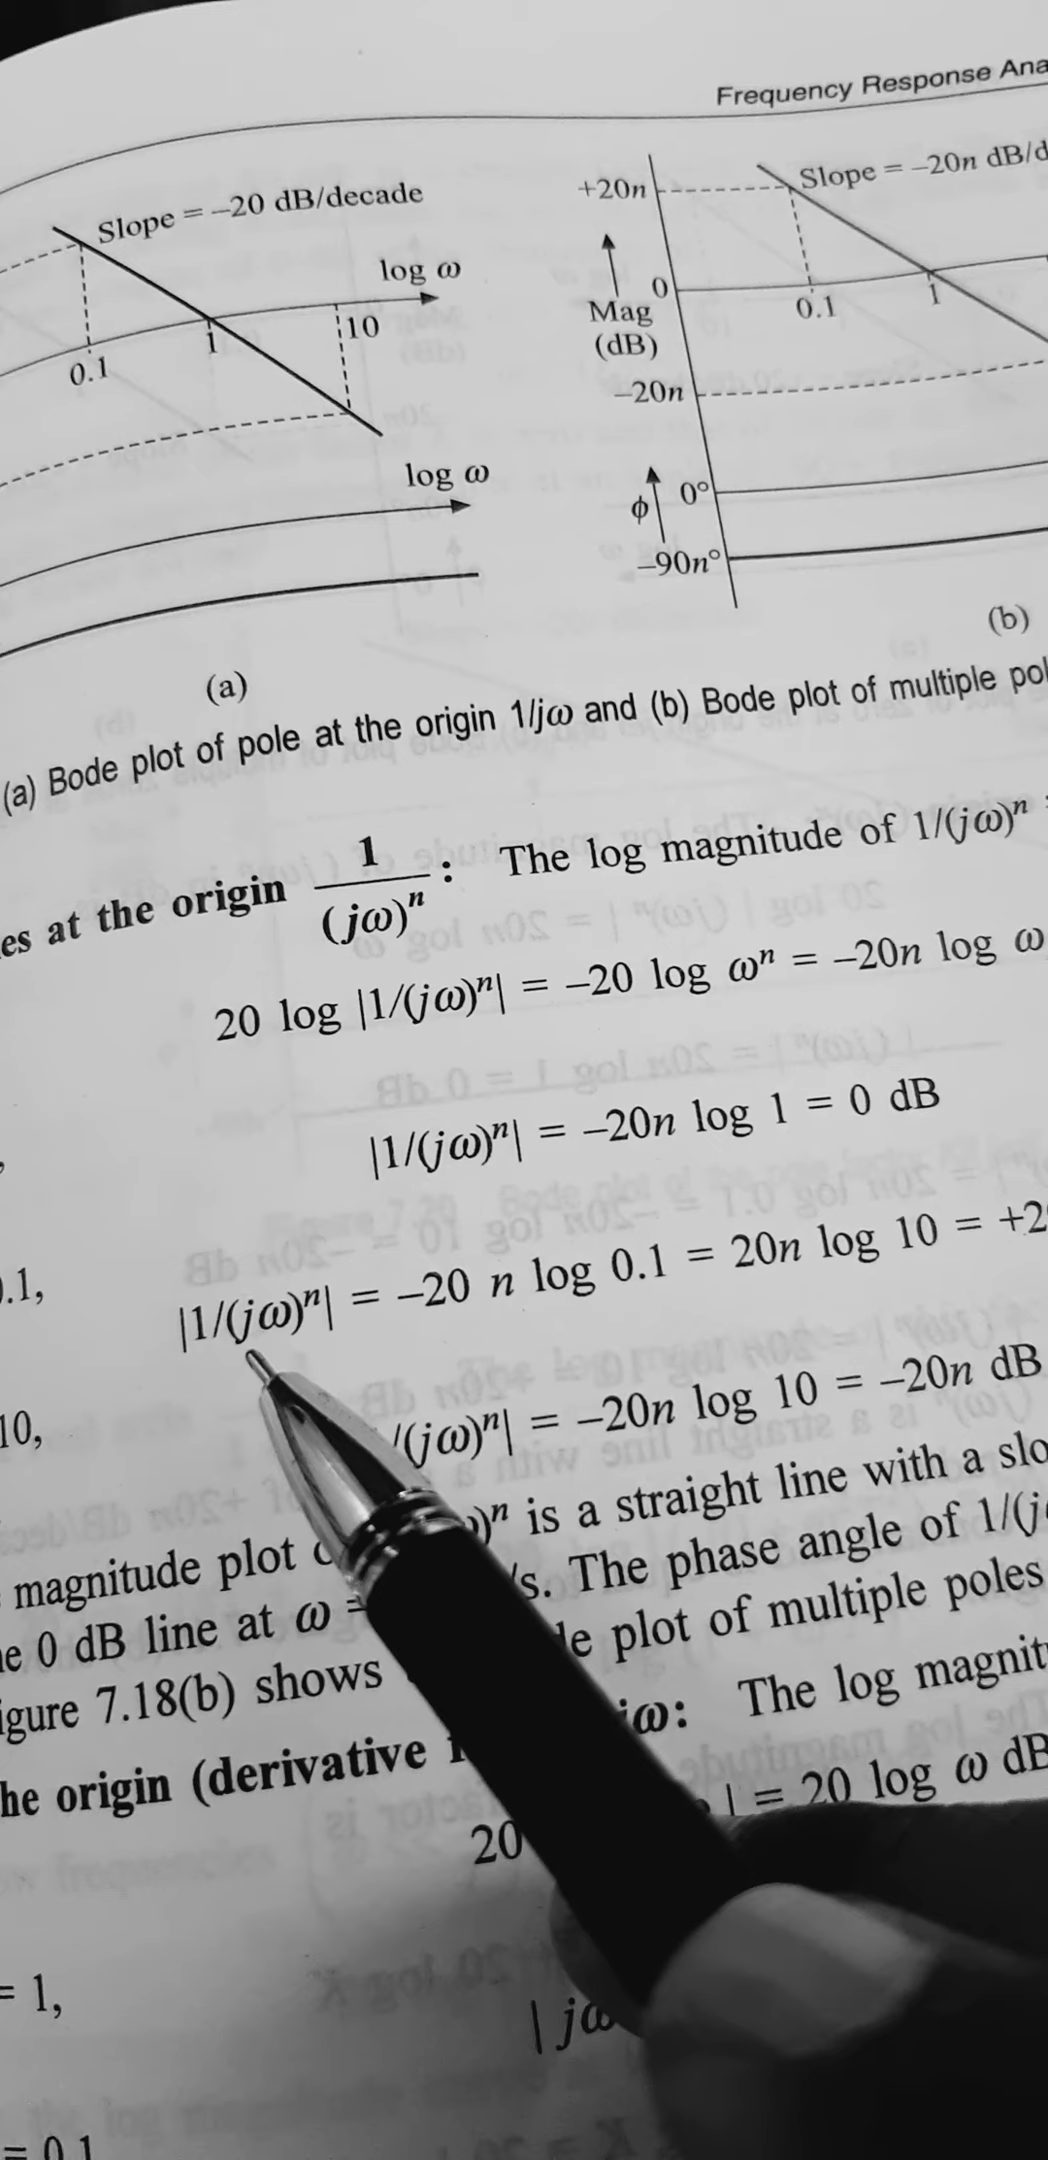 Frequency Response Ana
Slope = –20 dB/decade
log ω
0.1
1
10
log ω
(a)
+20n
Slope = –20n dB/d
0
Mag
(dB)
0.1
1
–20n
ϕ
0°
–90n°
(b)
(a) Bode plot of pole at the origin 1/jω and (b) Bode plot of multiple pol
es at the origin 1/(jω)ⁿ: The log magnitude of 1/(jω)ⁿ
20 log |1/(jω)ⁿ| = –20 log ωⁿ = –20n log ω
|1/(jω)ⁿ| = –20n log 1 = 0 dB
0.1, |1/(jω)ⁿ| = –20 n log 0.1 = 20n log 10 = +2
10, /(jω)ⁿ| = –20n log 10 = –20n dB
magnitude plot )ⁿ is a straight line with a slo
e 0 dB line at ω = /s. The phase angle of 1/(j
igure 7.18(b) shows le plot of multiple poles
he origin (derivative jω: The log magnit
20 | = 20 log ω dB
= 1, | jω
= 0.1